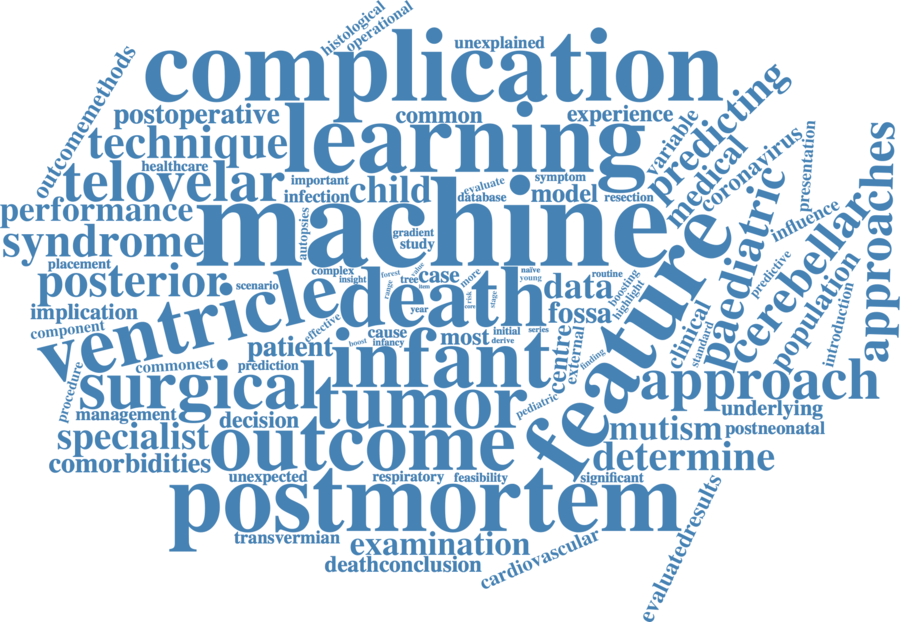 histological
operational
unexplained
complication
outcomemethods
postoperative
common
experience
predicting
technique
learning
variable
healthcare
telovelar
important
child
evaluate
symptom
infection
database
model
resection
medical
coronavirus
presentation
approaches
performance
machine
autopsies
gradient
study
paediatric
influence
syndrome
feature
cerebellar
placement
complex
insight
forest
range
value
tree
case
more
naïve
young
routine
predictive
posterior
scenario
ventricle
death
year
risk
core
stage
data
boosting
highlight
population
implication
effective
fossa
clinical
introduction
component
cause
initial
series
centre
external
standard
patient
boost
infancy
most
derive
infant
finding
commonest
prediction
procedure
surgical
approach
management
decision
tumor
pediatric
underlying
specialist
outcome
mutism
postneonatal
comorbidities
determine
unexpected
respiratory
feasibility
significant
postmortem
evaluatedresults
transvermian
examination
cardiovascular
deathconclusion